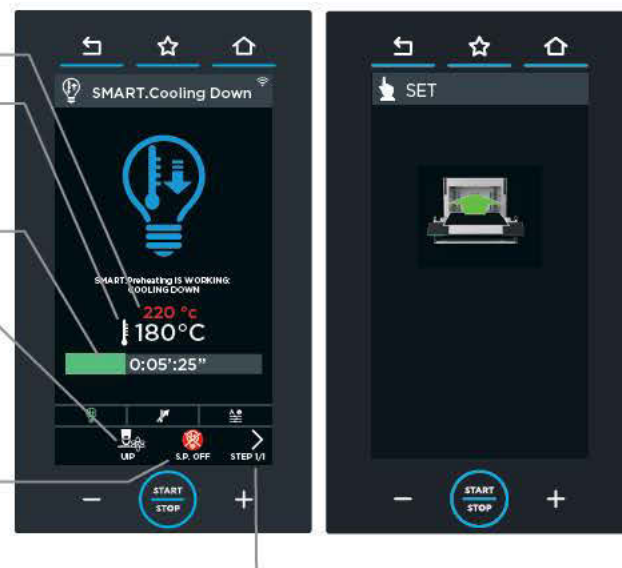 SMART.Cooling Down
SMART.Preheating IS WORKING:
COOLING DOWN
220 °c
180°C
0:05':25"
UIP
S.P. OFF
STEP 1/1
START
STOP
SET
START
STOP